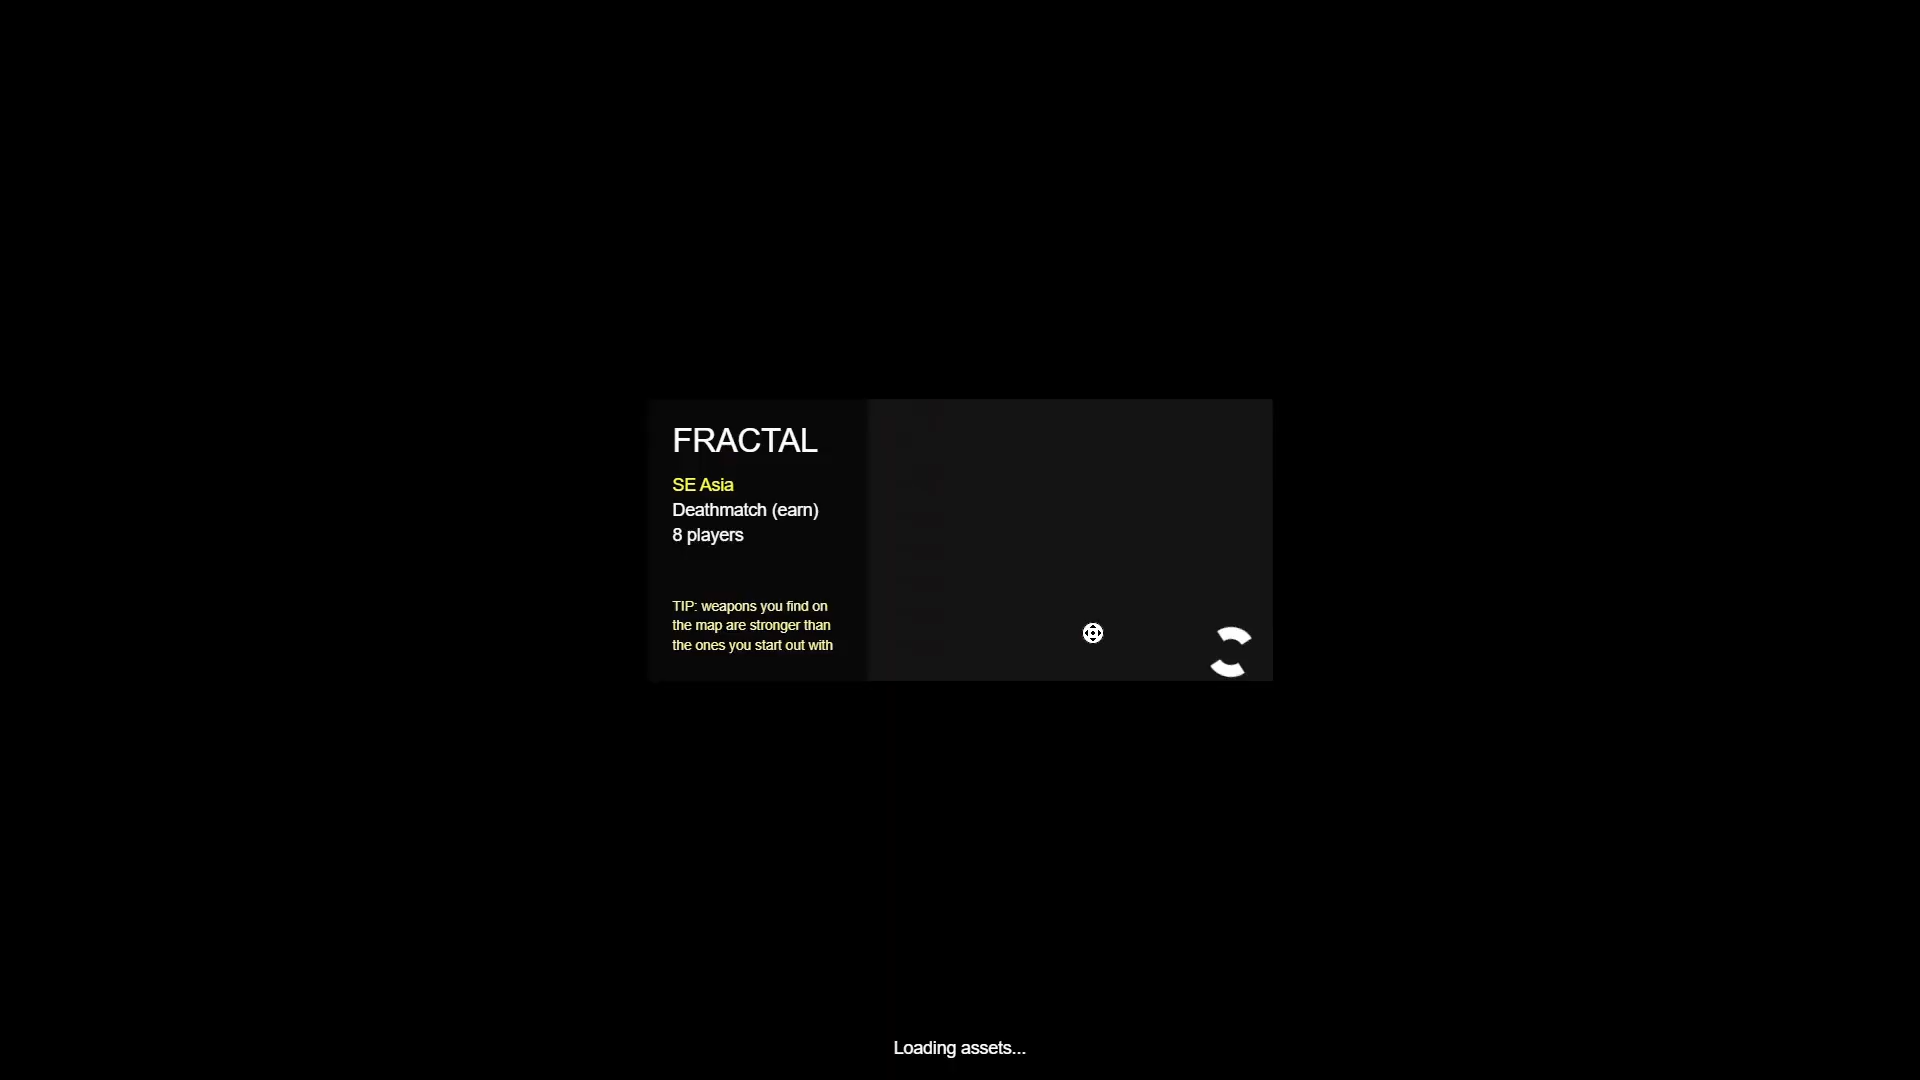 FRACTAL
SE Asia
Deathmatch (earn)
8 players
TIP: weapons you find on
the map are stronger than
the ones you start out with
Loading assets...